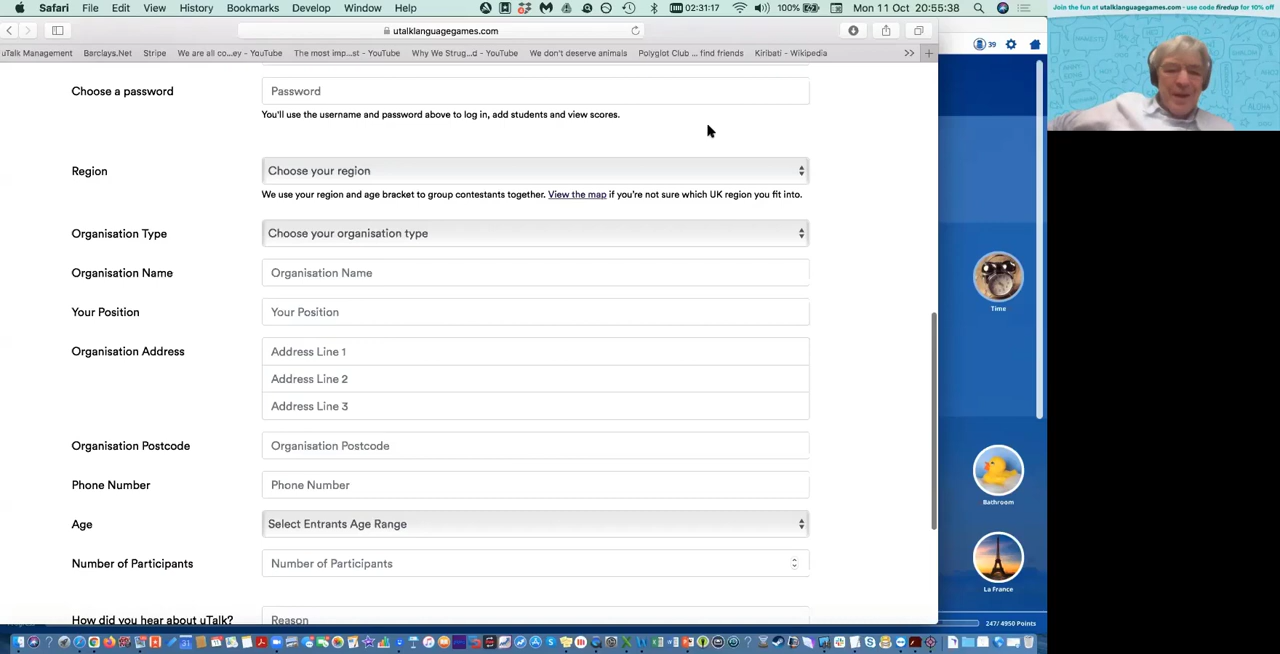 Safari File Edit View History Bookmarks Develop Window Help 02:31:17 100% Mon 11 Oct 20:55:38
Join the fun at utalklanguagegames.com - use code firedup for 10% off
utalklanguagegames.com
39
uTalk Management Barclays.Net Stripe We are all co...ey - YouTube The most imp...st - YouTube Why We Strug...d - YouTube We don't deserve animals Polyglot Club ... find friends Kiribati - Wikipedia
ALOHA
Choose a password
Password
You'll use the username and password above to log in, add students and view scores.
Region
Choose your region
We use your region and age bracket to group contestants together. View the map if you're not sure which UK region you fit into.
Organisation Type
Choose your organisation type
Organisation Name
Organisation Name
Your Position
Your Position
Time
Organisation Address
Address Line 1
Address Line 2
Address Line 3
Organisation Postcode
Organisation Postcode
Phone Number
Phone Number
Bathroom
Age
Select Entrants Age Range
Number of Participants
Number of Participants
La France
How did you hear about uTalk?
Reason
247/ 4950 Points